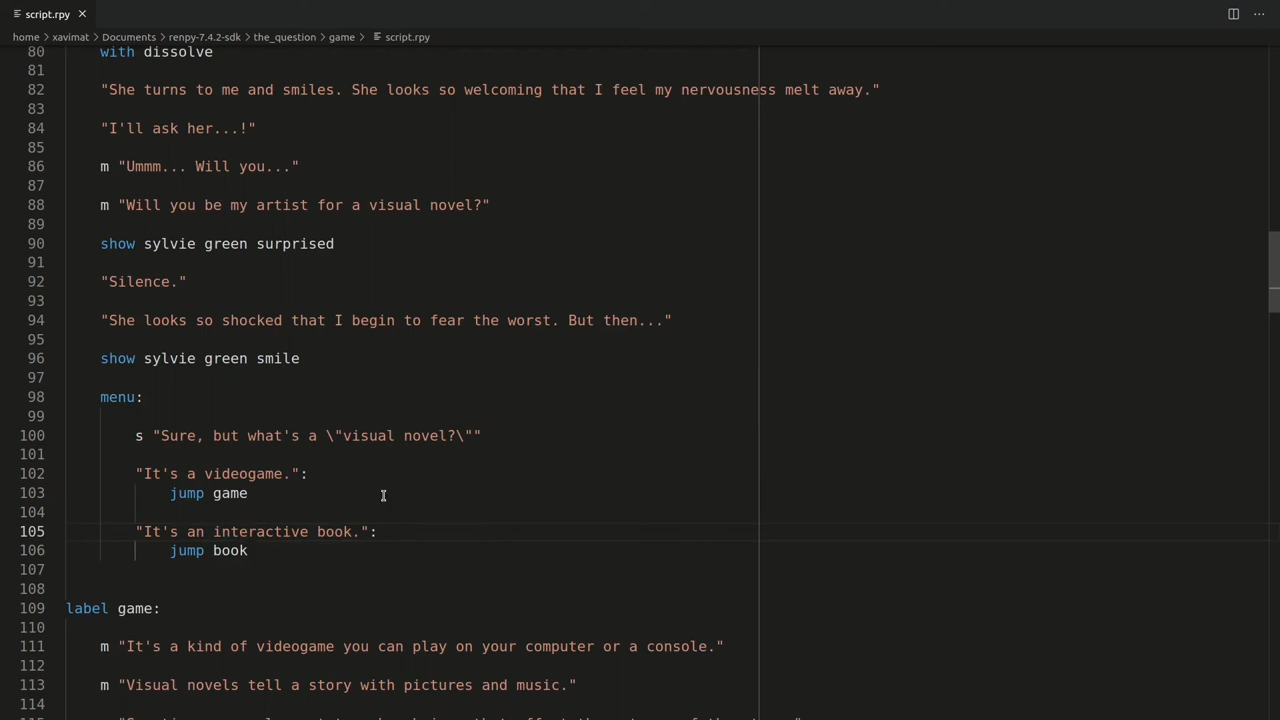 script.rpy
home > xavimat > Documents > renpy-7.4.2-sdk > the_question > game > script.rpy
80 with dissolve
81
82 "She turns to me and smiles. She looks so welcoming that I feel my nervousness melt away."
83
84 "I'll ask her...!"
85
86 m "Ummm... Will you..."
87
88 m "Will you be my artist for a visual novel?"
89
90 show sylvie green surprised
91
92 "Silence."
93
94 "She looks so shocked that I begin to fear the worst. But then..."
95
96 show sylvie green smile
97
98 menu:
99
100 s "Sure, but what's a \"visual novel?\""
101
102 "It's a videogame.":
103 jump game
104
105 "It's an interactive book.":
106 jump book
107
108
109 label game:
110
111 m "It's a kind of videogame you can play on your computer or a console."
112
113 m "Visual novels tell a story with pictures and music."
114